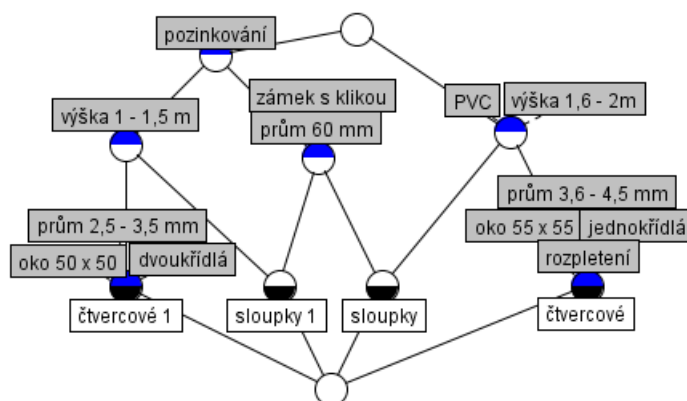 pozinkování
zámek s klikou
PVC
výška 1,6 - 2m
výška 1 - 1,5 m
prům 60 mm
prům 3,6 - 4,5 mm
prům 2,5 - 3,5 mm
oko 55 x 55
jednokřídlá
oko 50 x 50
dvoukřídlá
rozpletení
čtvercové 1
sloupky 1
sloupky
čtvercové